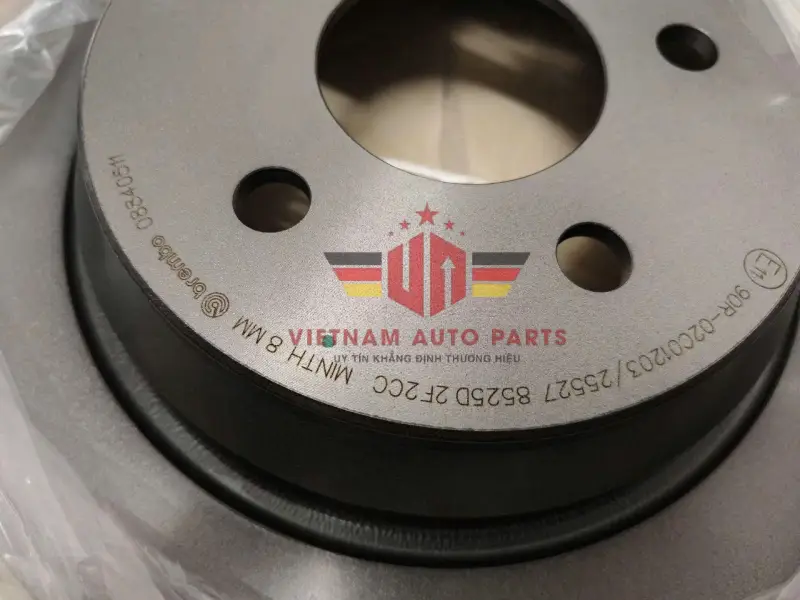 E11 90R-02C01203/25527 8525D 2F2CC MINTH 8 MM brembo 08840511
VIETNAM AUTO PARTS
UY TÍN KHẲNG ĐỊNH THƯƠNG HIỆU